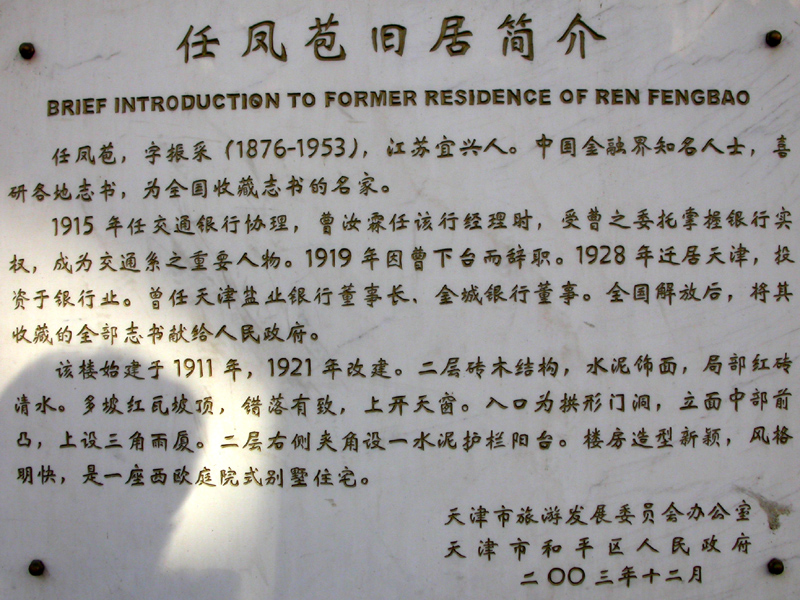 任凤苞旧居简介
BRIEF INTRODUCTION TO FORMER RESIDENCE OF REN FENGBAO
任凤苞，字振采（1876-1953），江苏宜兴人。中国金融界知名人士，喜
研各地志书，为全国收藏志书的名家。
1915 年任交通银行协理，曾汝霖任该行经理时，受曹之委托掌握银行实
权，成为交通系之重要人物。1919 年因曹下台而辞职。1928 年迁居天津，投
资于银行业。曾任天津盐业银行董事长、金城银行董事。全国解放后，将其
收藏的全部志书献给人民政府。
该楼始建于 1911 年，1921 年改建。二层砖木结构，水泥饰面，局部红砖
清水。多坡红瓦坡顶，错落有致，上开天窗。入口为拱形门洞，立面中部前
凸，上设三角雨厦。二层右侧夹角设一水泥护栏阳台。楼房造型新颖，风格
明快，是一座西欧庭院式别墅住宅。
天津市旅游发展委员会办公室
天津市和平区人民政府
二〇〇三年十二月